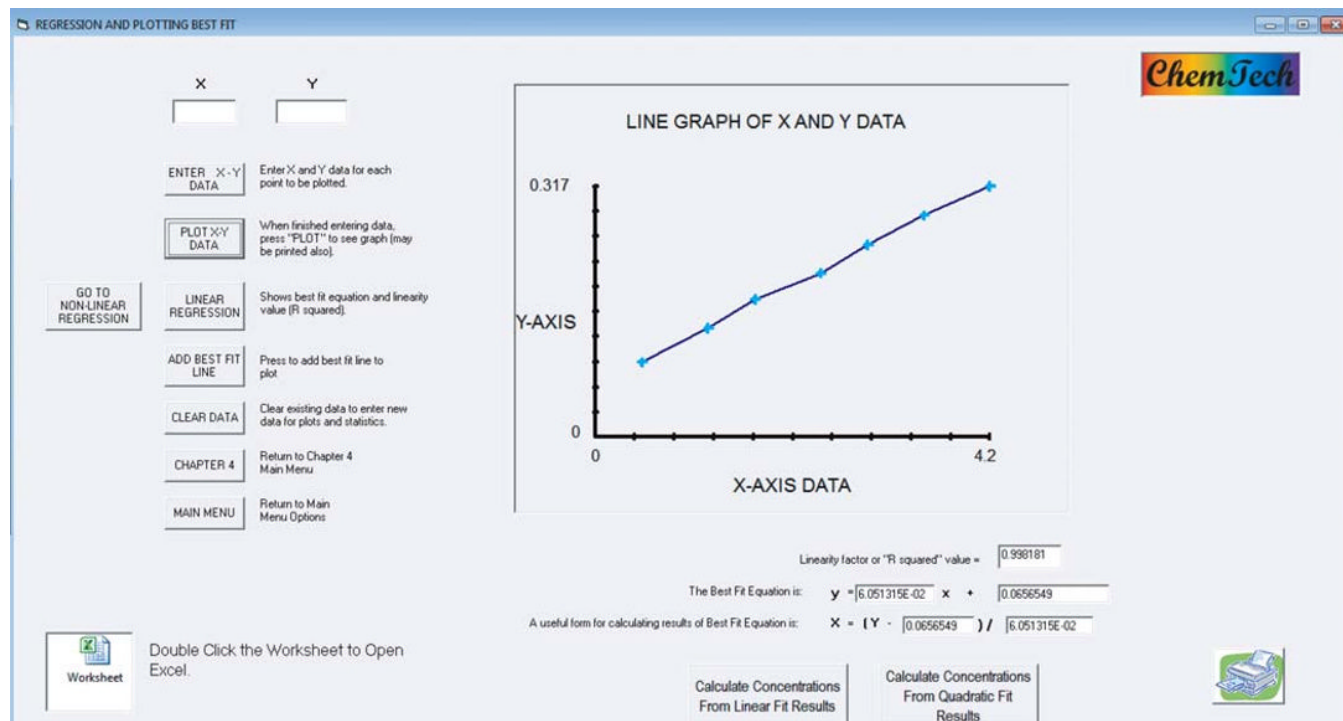 REGRESSION AND PLOTTING BEST FIT
ChemTech
X Y
ENTER X-Y
DATA
Enter X and Y data for each
point to be plotted.
PLOT X-Y
DATA
When finished entering data,
press "PLOT" to see graph (may
be printed also).
GO TO
NON-LINEAR
REGRESSION
LINEAR
REGRESSION
Shows best fit equation and linearity
value (R squared).
ADD BEST FIT
LINE
Press to add best fit line to
plot
CLEAR DATA
Clear existing data to enter new
data for plots and statistics.
CHAPTER 4
Return to Chapter 4
Main Menu
MAIN MENU
Return to Main
Menu Options
LINE GRAPH OF X AND Y DATA
0.317
Y-AXIS
0
0
4.2
X-AXIS DATA
Linearity factor or "R squared" value = 0.998181
The Best Fit Equation is: y = 6.051315E-02 x + 0.0656549
A useful form for calculating results of Best Fit Equation is: X = (Y - 0.0656549 ) / 6.051315E-02
Worksheet
Double Click the Worksheet to Open
Excel.
Calculate Concentrations
From Linear Fit Results
Calculate Concentrations
From Quadratic Fit
Results